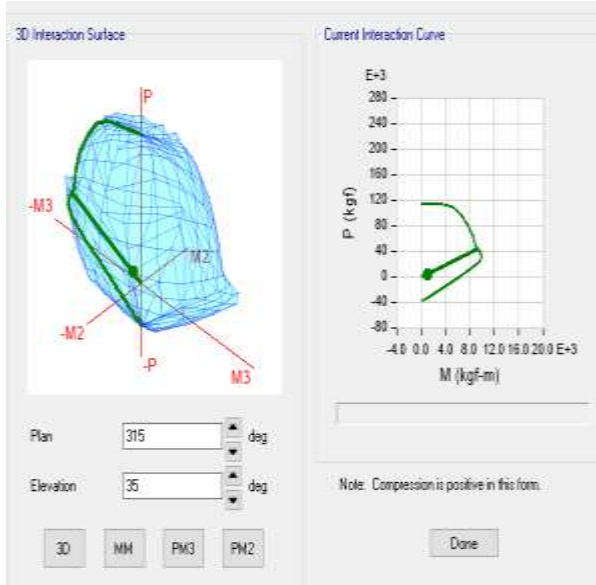 3D Interaction Surface
P
-M3
M2
-M2
-P
M3
Plan 315 deg
Elevation 35 deg
3D MM PM3 PM2
Current Interaction Curve
E+3
280
240
200
160
120
80
40
0
-40
-80
P (kgf)
-4.0 0.0 4.0 8.0 12.0 16.0 20.0 E+3
M (kgf-m)
Note: Compression is positive in this form.
Done